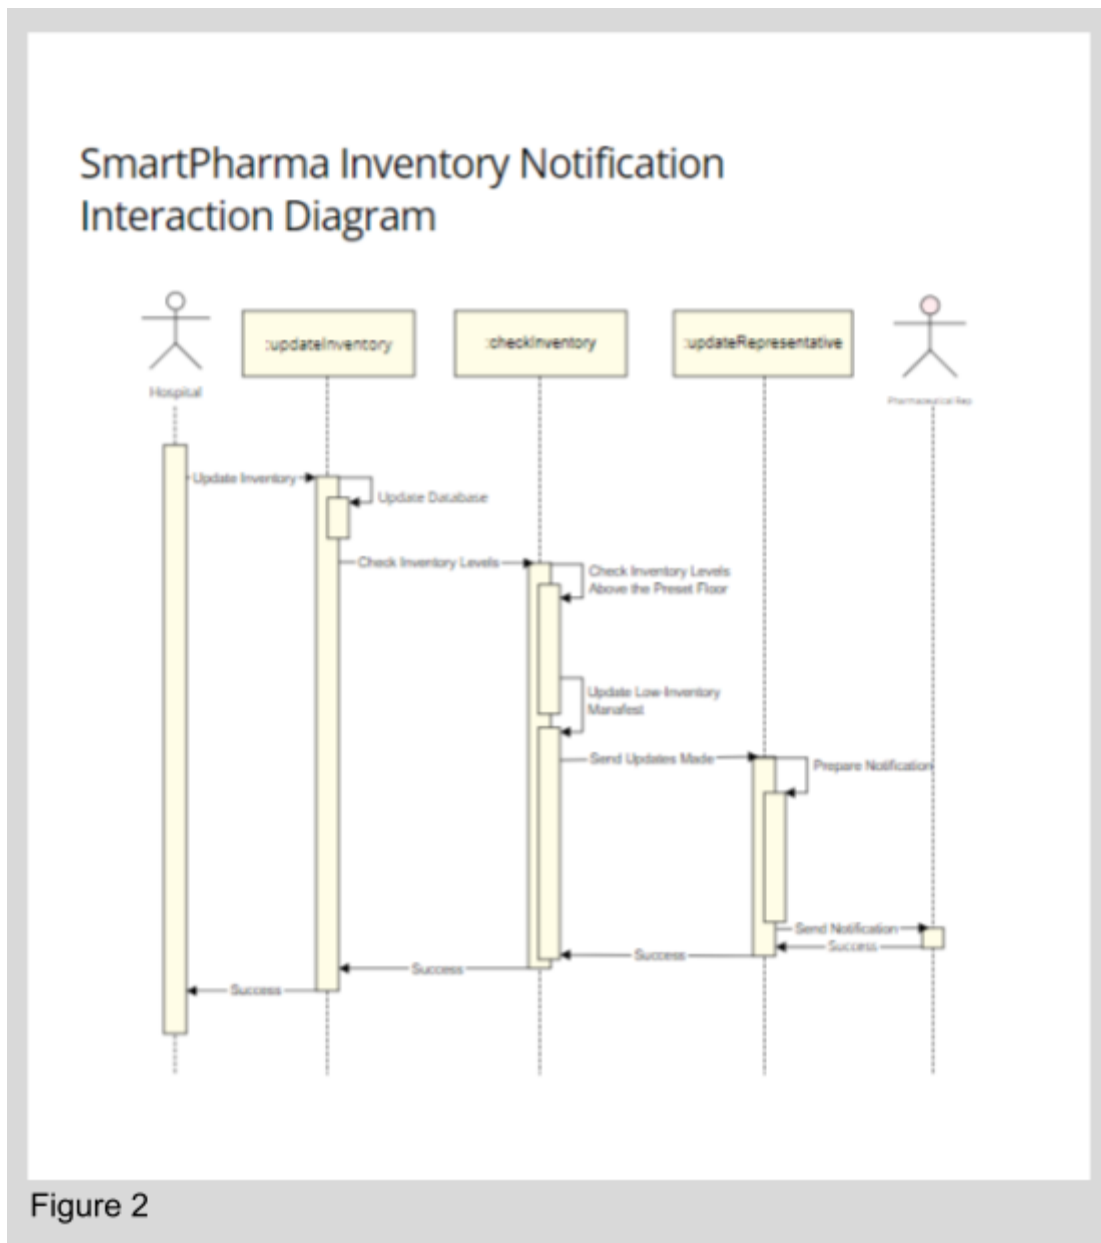 SmartPharma Inventory Notification
Interaction Diagram
Hospital
:updateInventory
:checkInventory
:updateRepresentative
Pharmaceutical Rep
Update Inventory
Update Database
Check Inventory Levels
Check Inventory Levels
Above the Preset Floor
Update Low-Inventory
Manafest
Send Updates Made
Prepare Notification
Send Notification
Success
Success
Success
Success
Figure 2